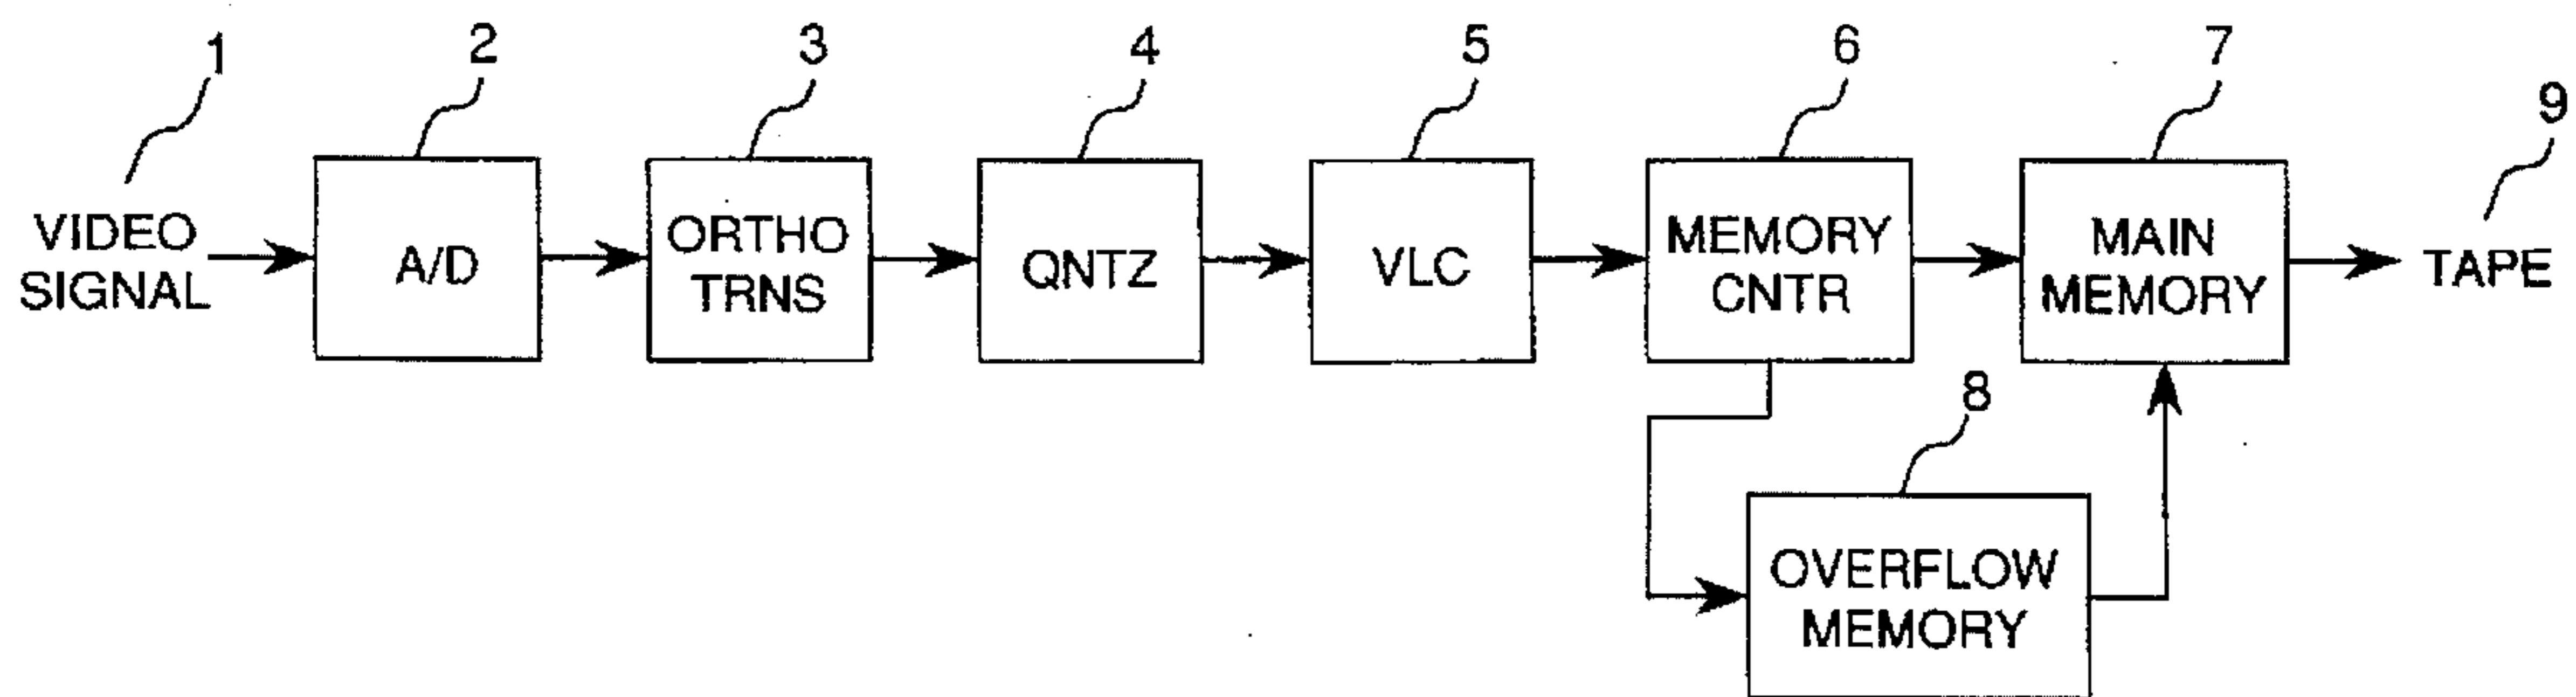 1
2
3
4
5
6
7
9
VIDEO
SIGNAL
A/D
ORTHO
TRNS
QNTZ
VLC
MEMORY
CNTR
MAIN
MEMORY
TAPE
8
OVERFLOW
MEMORY